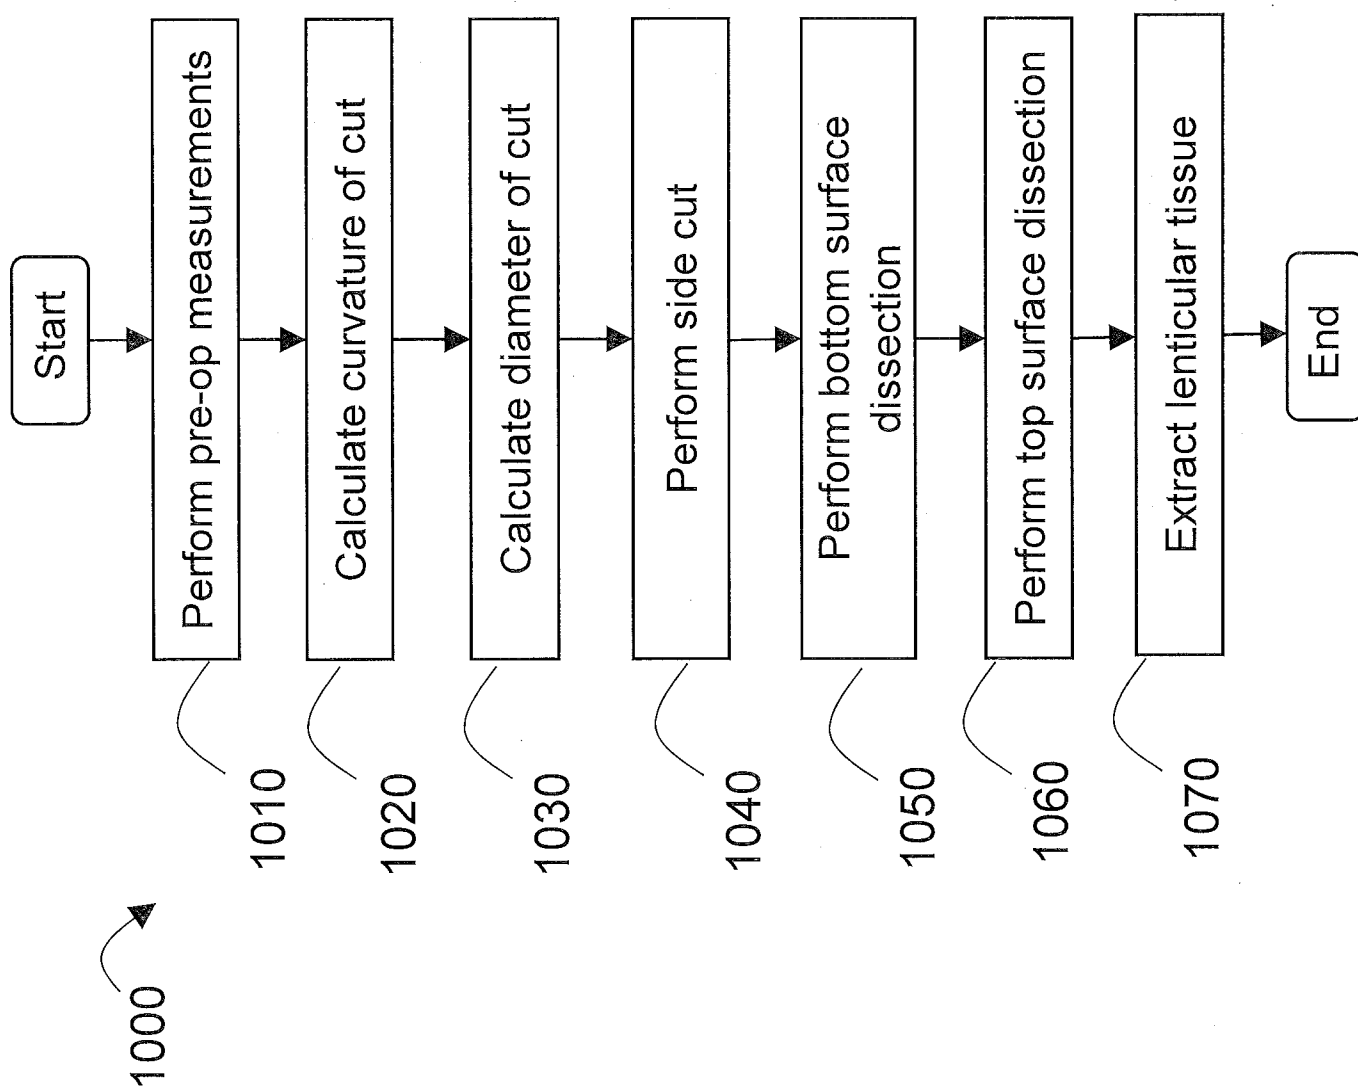 1000
Start
1010
Perform pre-op measurements
1020
Calculate curvature of cut
1030
Calculate diameter of cut
1040
Perform side cut
1050
Perform bottom surface
dissection
1060
Perform top surface dissection
1070
Extract lenticular tissue
End